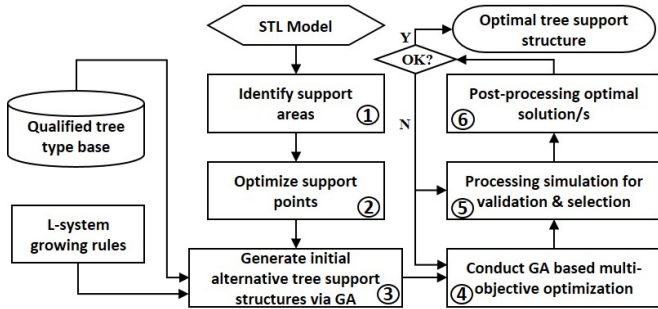 STL Model
Identify support
areas
①
Optimize support
points
②
Generate initial
alternative tree support
structures via GA
③
Qualified tree
type base
L-system
growing rules
Conduct GA based multi-
objective optimization
④
Processing simulation for
validation & selection
⑤
Post-processing optimal
solution/s
⑥
OK?
Y
N
Optimal tree support
structure